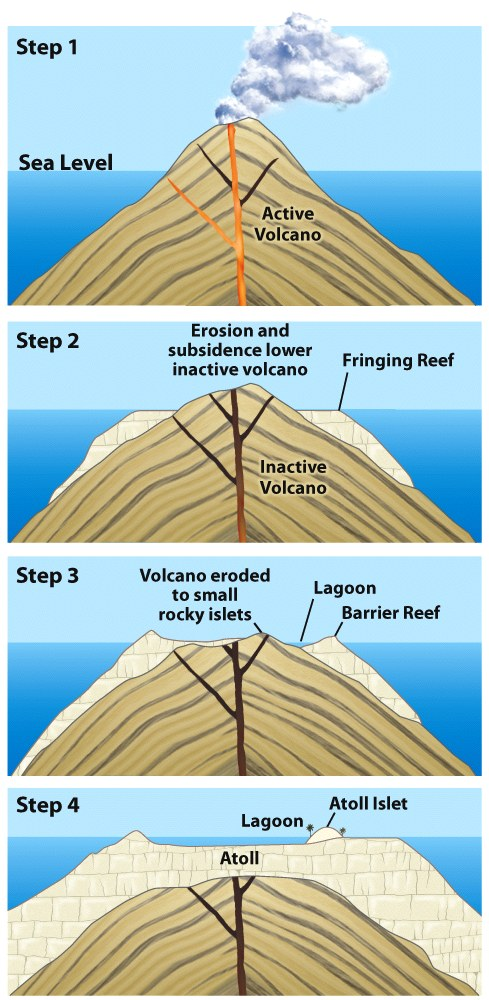 Step 1
Sea Level
Active
Volcano
Step 2
Erosion and
subsidence lower
inactive volcano
Fringing Reef
Inactive
Volcano
Step 3
Volcano eroded
to small
rocky islets
Lagoon
Barrier Reef
Step 4
Atoll Islet
Lagoon
Atoll